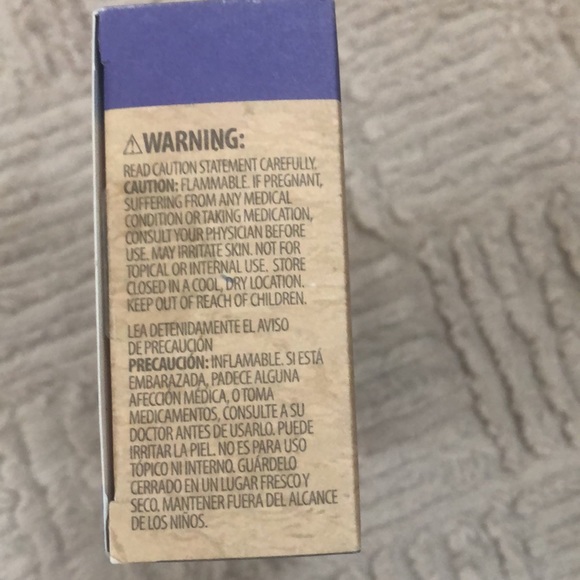 ⚠WARNING:
READ CAUTION STATEMENT CAREFULLY.
CAUTION: FLAMMABLE. IF PREGNANT,
SUFFERING FROM ANY MEDICAL
CONDITION OR TAKING MEDICATION,
CONSULT YOUR PHYSICIAN BEFORE
USE. MAY IRRITATE SKIN. NOT FOR
TOPICAL OR INTERNAL USE. STORE
CLOSED IN A COOL, DRY LOCATION.
KEEP OUT OF REACH OF CHILDREN.
LEA DETENIDAMENTE EL AVISO
DE PRECAUCIÓN
PRECAUCIÓN: INFLAMABLE. SI ESTÁ
EMBARAZADA, PADECE ALGUNA
AFECCIÓN MÉDICA, O TOMA
MEDICAMENTOS, CONSULTE A SU
DOCTOR ANTES DE USARLO. PUEDE
IRRITAR LA PIEL. NO ES PARA USO
TÓPICO NI INTERNO. GUÁRDELO
CERRADO EN UN LUGAR FRESCO Y
SECO. MANTENER FUERA DEL ALCANCE
DE LOS NIÑOS.